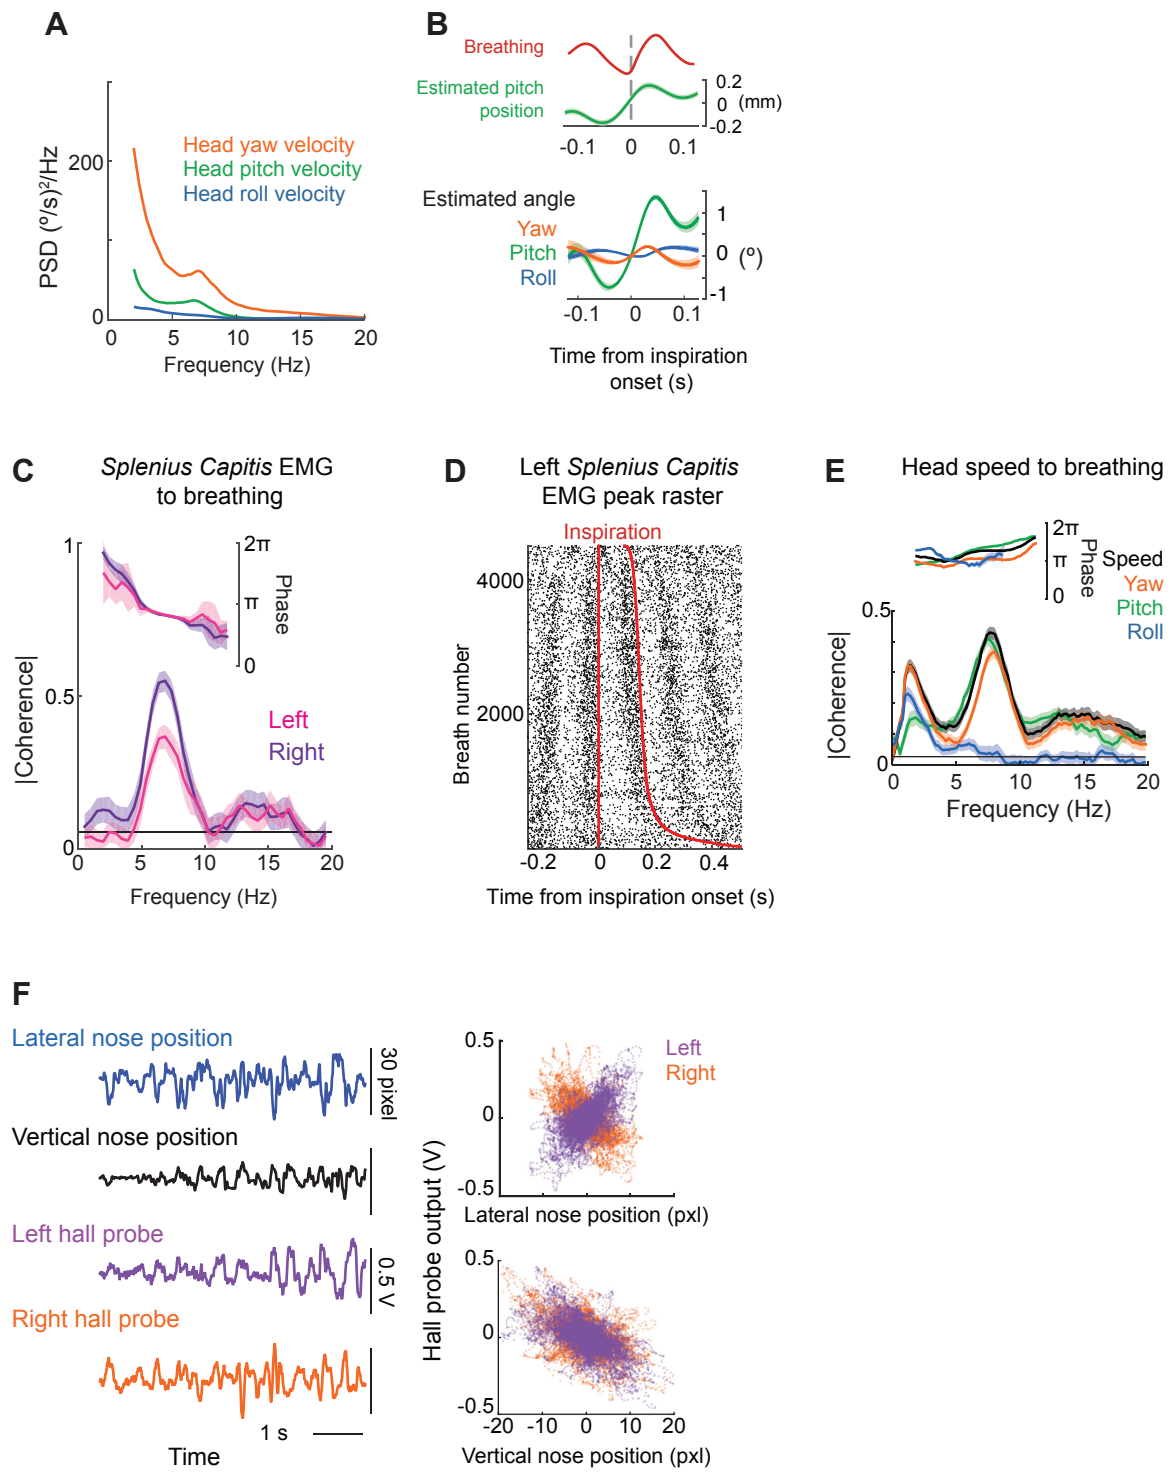 A
PSD (º/s)²/Hz
200
0
Head yaw velocity
Head pitch velocity
Head roll velocity
0
5
10
15
20
Frequency (Hz)
B
Breathing
Estimated pitch
position
0.2
0
-0.2
(mm)
-0.1
0
0.1
Estimated angle
Yaw
Pitch
Roll
1
0
-1
(º)
-0.1
0
0.1
Time from inspiration
onset (s)
C
Splenius Capitis EMG
to breathing
1
0.5
0
|Coherence|
2π
π
0
Phase
Left
Right
0
5
10
15
20
Frequency (Hz)
D
Left Splenius Capitis
EMG peak raster
Inspiration
4000
2000
Breath number
-0.2
0
0.2
0.4
Time from inspiration onset (s)
E
Head speed to breathing
2π
π
0
Phase
Speed
Yaw
Pitch
Roll
0.5
0
|Coherence|
0
5
10
15
20
Frequency (Hz)
F
Lateral nose position
30 pixel
Vertical nose position
Left hall probe
0.5 V
Right hall probe
1 s
Time
Hall probe output (V)
0.5
0
-0.5
Left
Right
Lateral nose position (pxl)
0.5
0
-0.5
-20
-10
0
10
20
Vertical nose position (pxl)